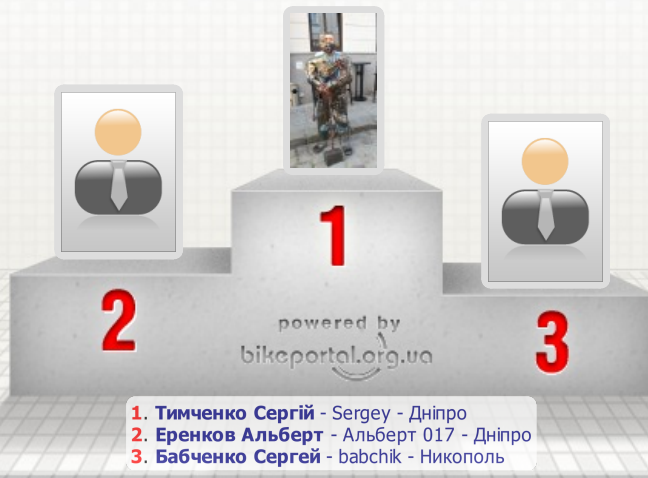 1
2
3
powered by
bikeportal.org.ua
1. Тимченко Сергій - Sergey - Дніпро
2. Еренков Альберт - Альберт 017 - Дніпро
3. Бабченко Сергей - babchik - Никополь